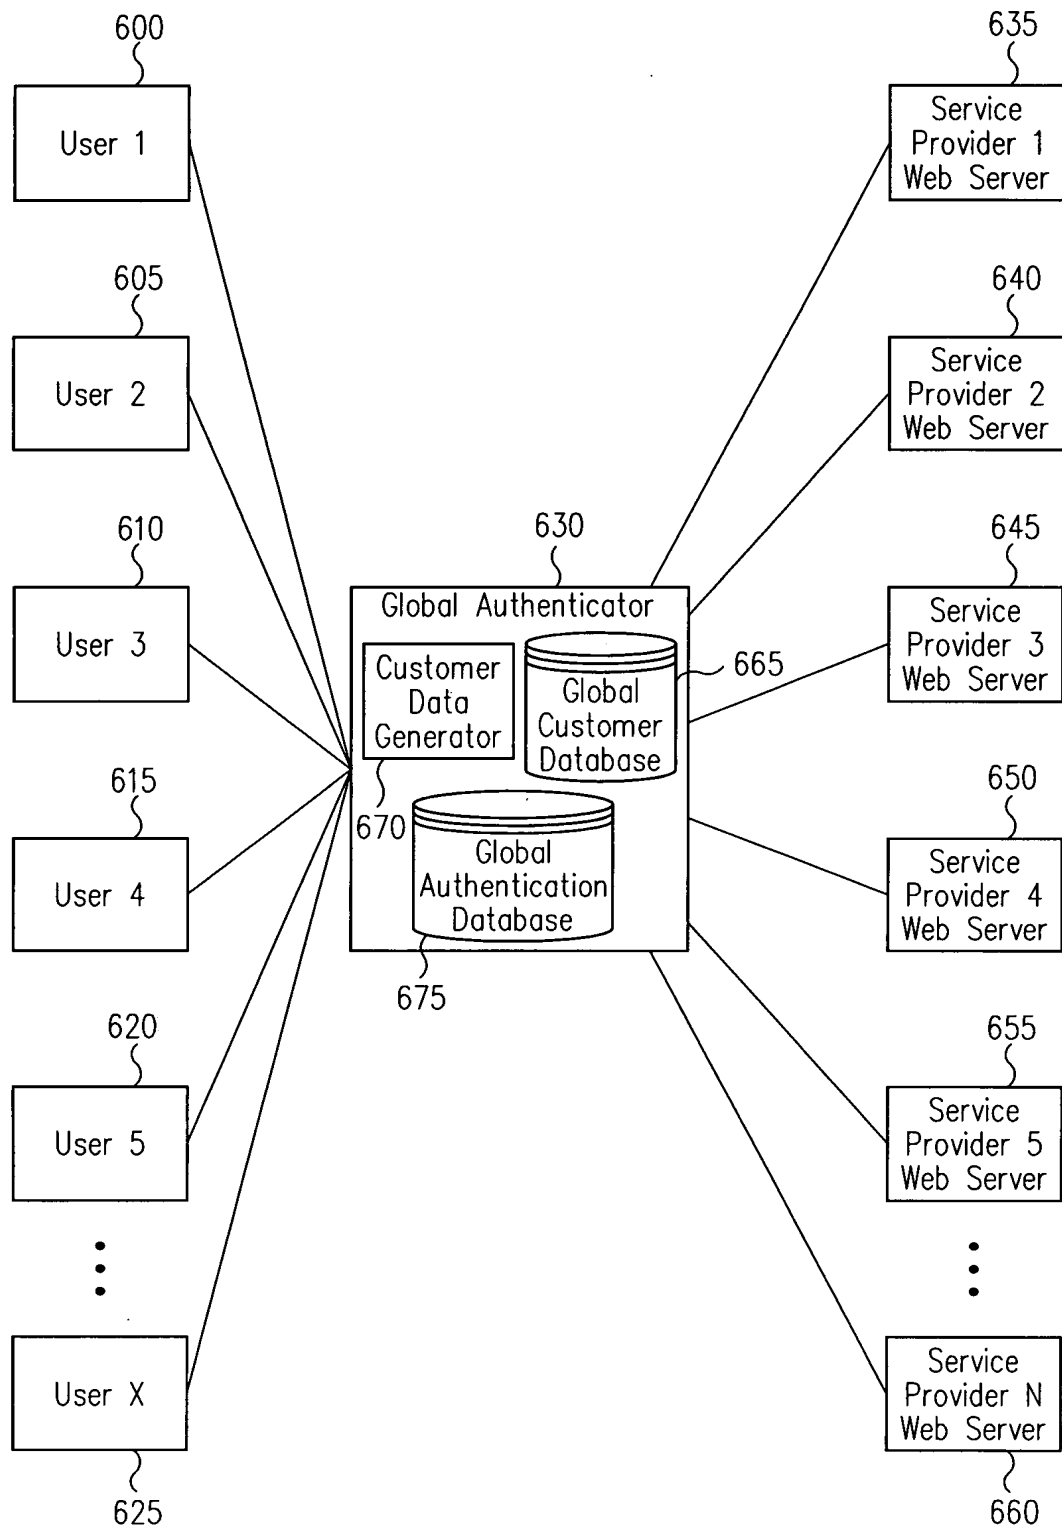 600
User 1
605
User 2
610
User 3
615
User 4
620
User 5
User X
625
630
Global Authenticator
Customer
Data
Generator
670
Global
Customer
Database
665
Global
Authentication
Database
675
635
Service
Provider 1
Web Server
640
Service
Provider 2
Web Server
645
Service
Provider 3
Web Server
650
Service
Provider 4
Web Server
655
Service
Provider 5
Web Server
Service
Provider N
Web Server
660